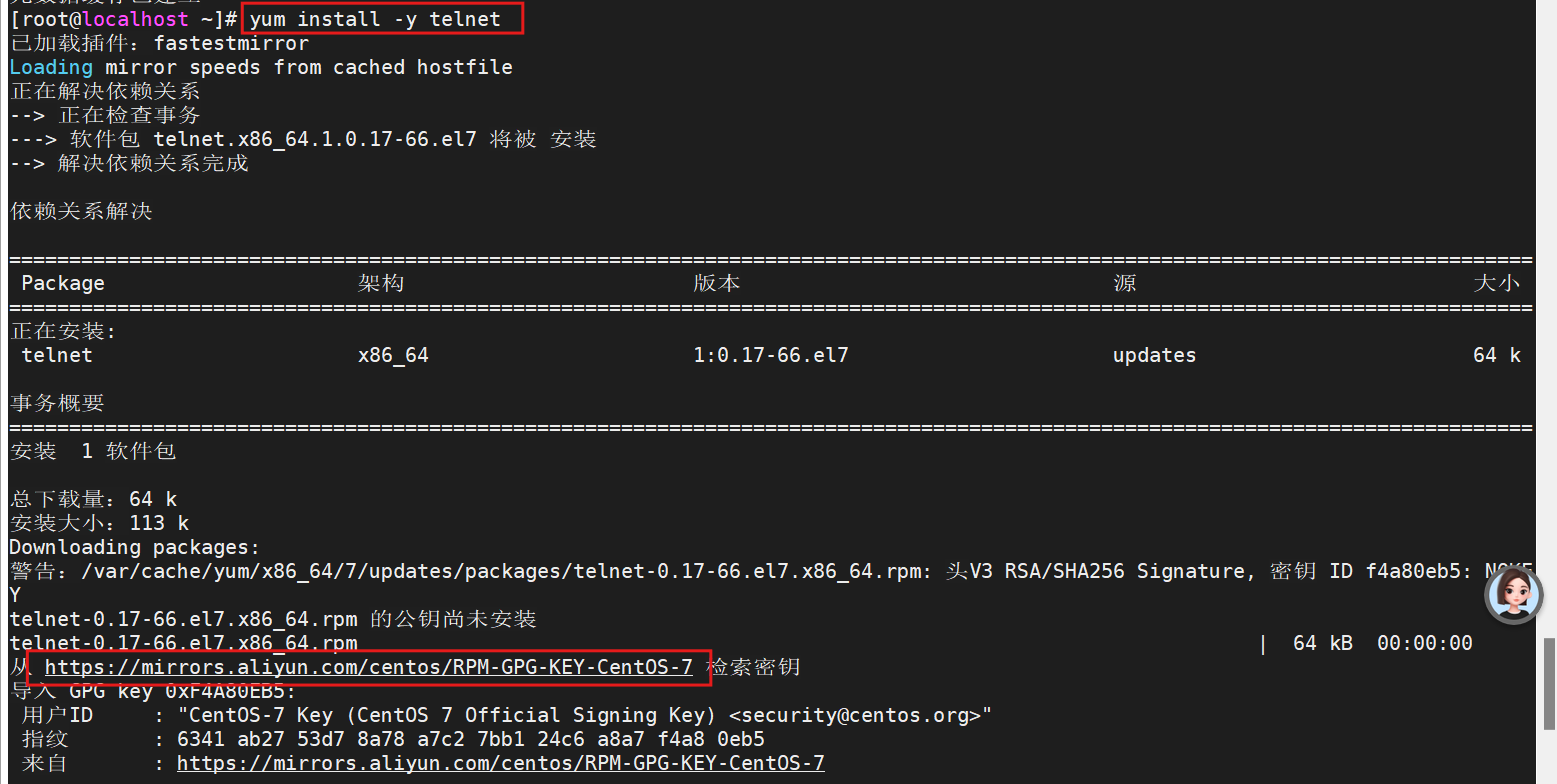 [root@localhost ~]# yum install -y telnet
已加载插件：fastestmirror
Loading mirror speeds from cached hostfile
正在解决依赖关系
--> 正在检查事务
---> 软件包 telnet.x86_64.1.0.17-66.el7 将被 安装
--> 解决依赖关系完成
依赖关系解决
================================================================================
Package 架构 版本 源 大小
================================================================================
正在安装:
telnet x86_64 1:0.17-66.el7 updates 64 k
事务概要
================================================================================
安装 1 软件包
总下载量：64 k
安装大小：113 k
Downloading packages:
警告：/var/cache/yum/x86_64/7/updates/packages/telnet-0.17-66.el7.x86_64.rpm: 头V3 RSA/SHA256 Signature, 密钥 ID f4a80eb5: NOKE
Y
telnet-0.17-66.el7.x86_64.rpm 的公钥尚未安装
telnet-0.17-66.el7.x86_64.rpm | 64 kB 00:00:00
从 https://mirrors.aliyun.com/centos/RPM-GPG-KEY-CentOS-7 检索密钥
导入 GPG key 0xF4A80EB5:
用户ID : "CentOS-7 Key (CentOS 7 Official Signing Key) <security@centos.org>"
指纹 : 6341 ab27 53d7 8a78 a7c2 7bb1 24c6 a8a7 f4a8 0eb5
来自 : https://mirrors.aliyun.com/centos/RPM-GPG-KEY-CentOS-7